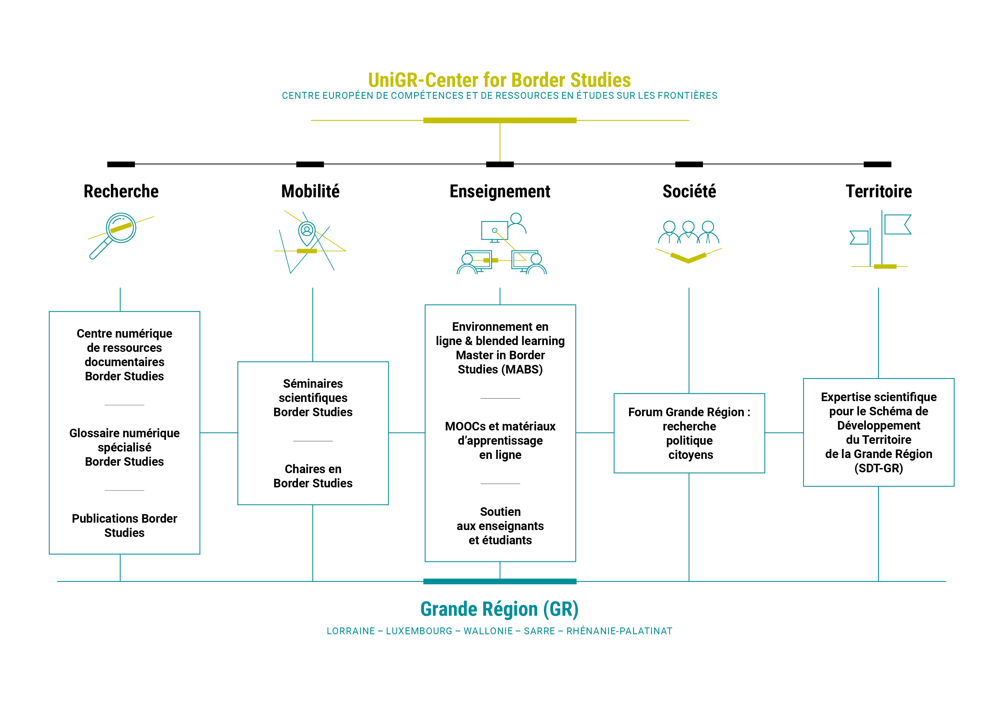 UniGR-Center for Border Studies
CENTRE EUROPÉEN DE COMPÉTENCES ET DE RESSOURCES EN ÉTUDES SUR LES FRONTIÈRES
Recherche
Mobilité
Enseignement
Société
Territoire
Centre numérique
de ressources
documentaires
Border Studies
Glossaire numérique
spécialisé
Border Studies
Publications Border
Studies
Séminaires
scientifiques
Border Studies
Chaires en
Border Studies
Environnement en
ligne & blended learning
Master in Border
Studies (MABS)
MOOCs et matériaux
d’apprentissage
en ligne
Soutien
aux enseignants
et étudiants
Forum Grande Région :
recherche
politique
citoyens
Expertise scientifique
pour le Schéma de
Développement
du Territoire
de la Grande Région
(SDT-GR)
Grande Région (GR)
LORRAINE – LUXEMBOURG – WALLONIE – SARRE – RHÉNANIE-PALATINAT